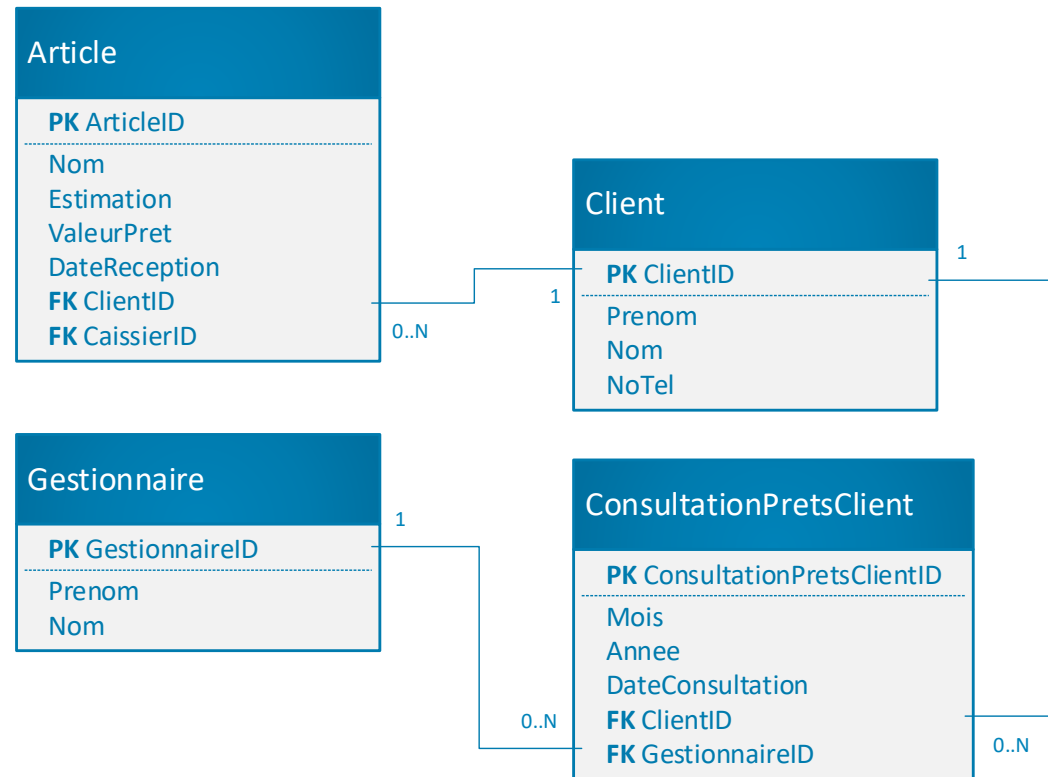 Article
PK ArticleID
Nom
Estimation
ValeurPret
DateReception
FK ClientID
FK CaissierID
0..N
1
Client
PK ClientID
Prenom
Nom
NoTel
1
Gestionnaire
PK GestionnaireID
Prenom
Nom
1
0..N
ConsultationPretsClient
PK ConsultationPretsClientID
Mois
Annee
DateConsultation
FK ClientID
FK GestionnaireID
0..N